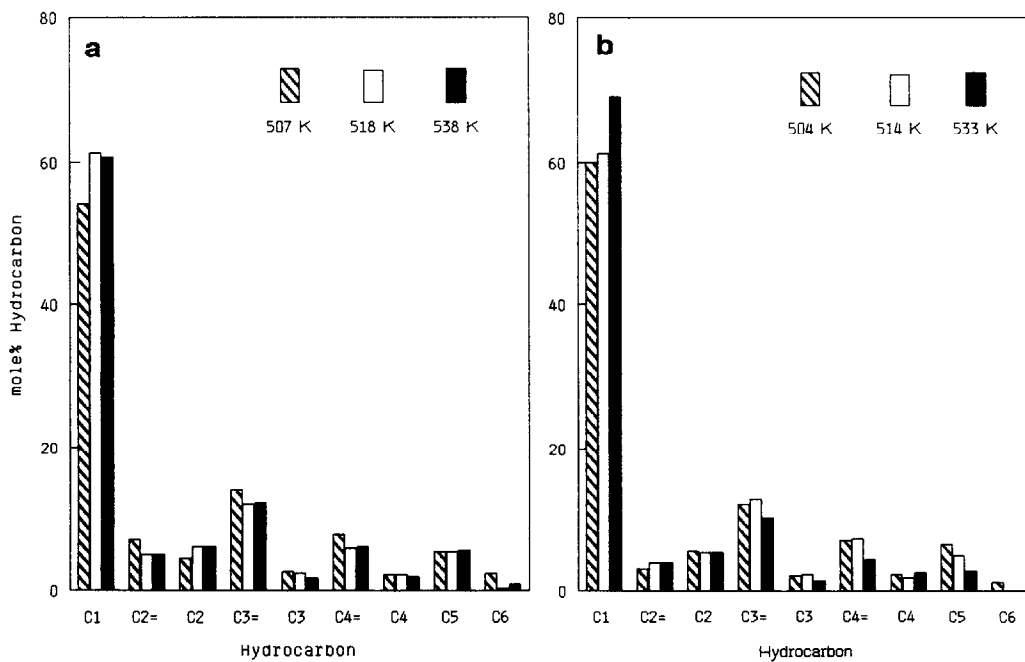 a
80
60
40
20
0
mole% Hydrocarbon
507 K 518 K 538 K
C1 C2= C2 C3= C3 C4= C4 C5 C6
Hydrocarbon
b
80
60
40
20
0
504 K 514 K 533 K
C1 C2= C2 C3= C3 C4= C4 C5 C6
Hydrocarbon